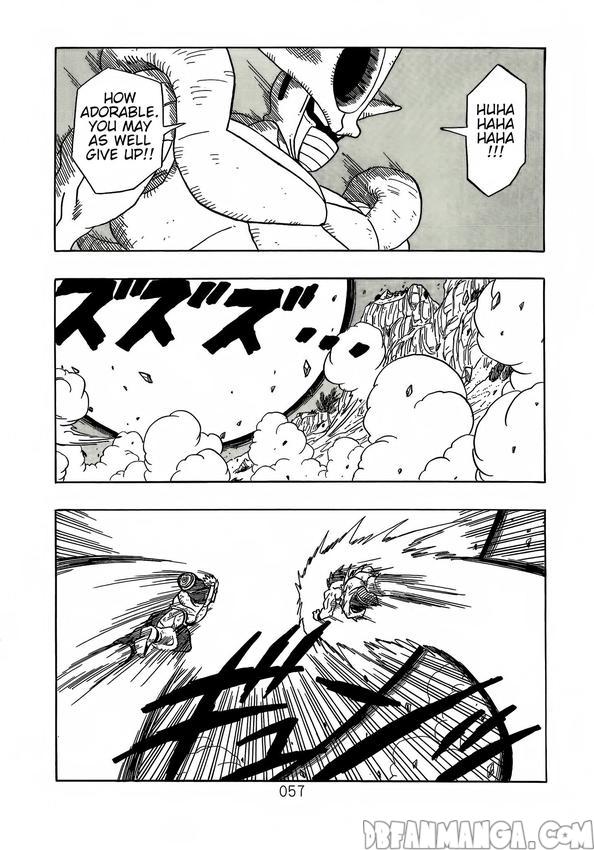 HUHA
HAHA
HAHA
!!!
HOW
ADORABLE.
YOU MAY
AS WELL
GIVE UP!!
ズズズ...
ギュンッ
057
DBFANMANGA.COM